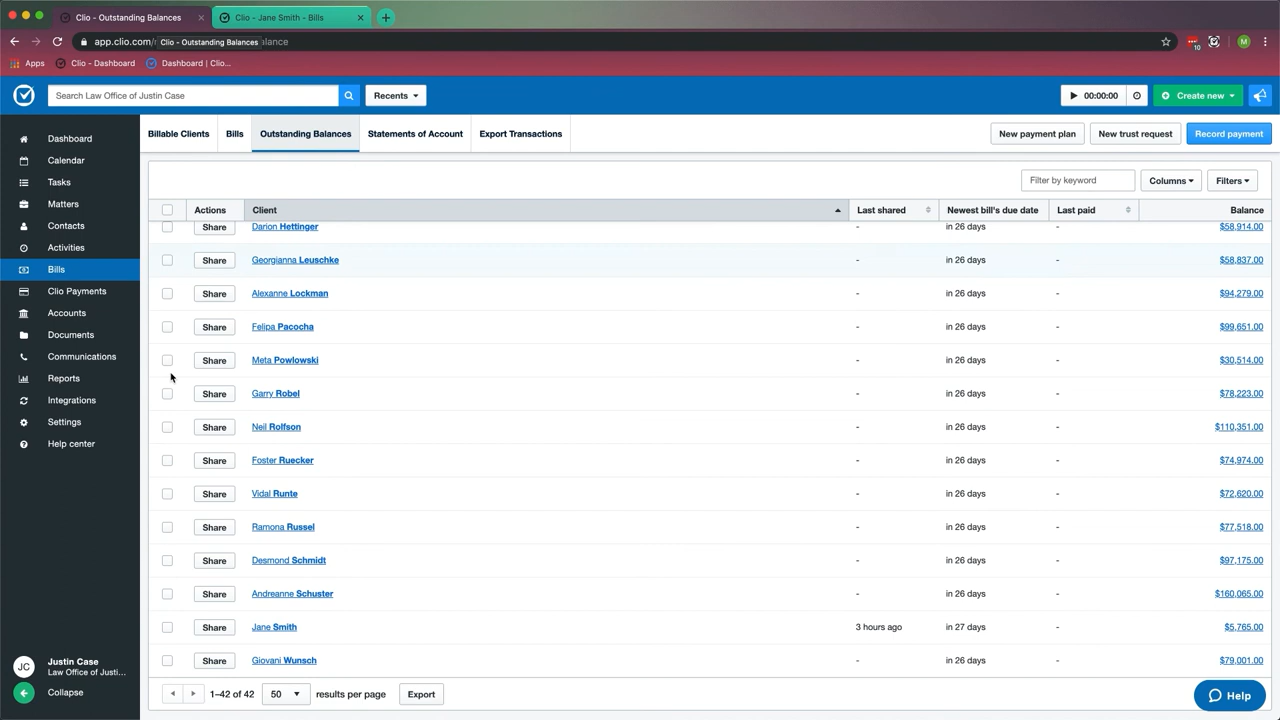 Clio - Outstanding Balances
Clio - Jane Smith - Bills
app.clio.com/
Clio - Outstanding Balances
alance
10
M
Apps
Clio - Dashboard
Dashboard | Clio...
Search Law Office of Justin Case
Recents
00:00:00
Create new
Dashboard
Calendar
Tasks
Matters
Contacts
Activities
Bills
Clio Payments
Accounts
Documents
Communications
Reports
Integrations
Settings
Help center
JC
Justin Case
Law Office of Justi...
Collapse
Billable Clients
Bills
Outstanding Balances
Statements of Account
Export Transactions
New payment plan
New trust request
Record payment
Filter by keyword
Columns
Filters
Actions Client Last shared Newest bill's due date Last paid Balance
Share Darion Hettinger - in 26 days - $58,914.00
Share Georgianna Leuschke - in 26 days - $58,837.00
Share Alexanne Lockman - in 26 days - $94,279.00
Share Felipa Pacocha - in 26 days - $99,651.00
Share Meta Powlowski - in 26 days - $30,514.00
Share Garry Robel - in 26 days - $78,223.00
Share Neil Rolfson - in 26 days - $110,351.00
Share Foster Ruecker - in 26 days - $74,974.00
Share Vidal Runte - in 26 days - $72,620.00
Share Ramona Russel - in 26 days - $77,518.00
Share Desmond Schmidt - in 26 days - $97,175.00
Share Andreanne Schuster - in 26 days - $160,065.00
Share Jane Smith 3 hours ago in 27 days - $5,765.00
Share Giovani Wunsch - in 26 days - $79,001.00
1–42 of 42 50 results per page Export
Help